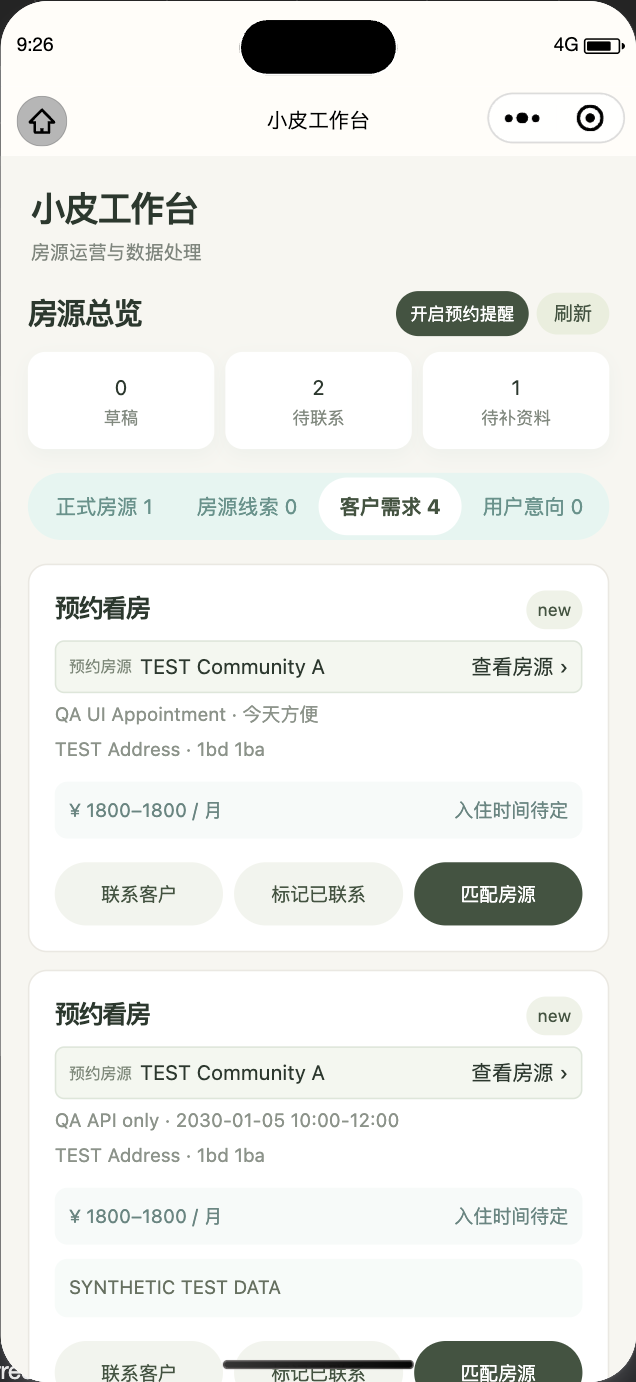 9:26
4G
小皮工作台
小皮工作台
房源运营与数据处理
房源总览
开启预约提醒
刷新
0
草稿
2
待联系
1
待补资料
正式房源 1
房源线索 0
客户需求 4
用户意向 0
预约看房
new
预约房源 TEST Community A
查看房源 ›
QA UI Appointment · 今天方便
TEST Address · 1bd 1ba
¥ 1800–1800 / 月
入住时间待定
联系客户
标记已联系
匹配房源
预约看房
new
预约房源 TEST Community A
查看房源 ›
QA API only · 2030-01-05 10:00-12:00
TEST Address · 1bd 1ba
¥ 1800–1800 / 月
入住时间待定
SYNTHETIC TEST DATA
联系客户
标记已联系
匹配房源